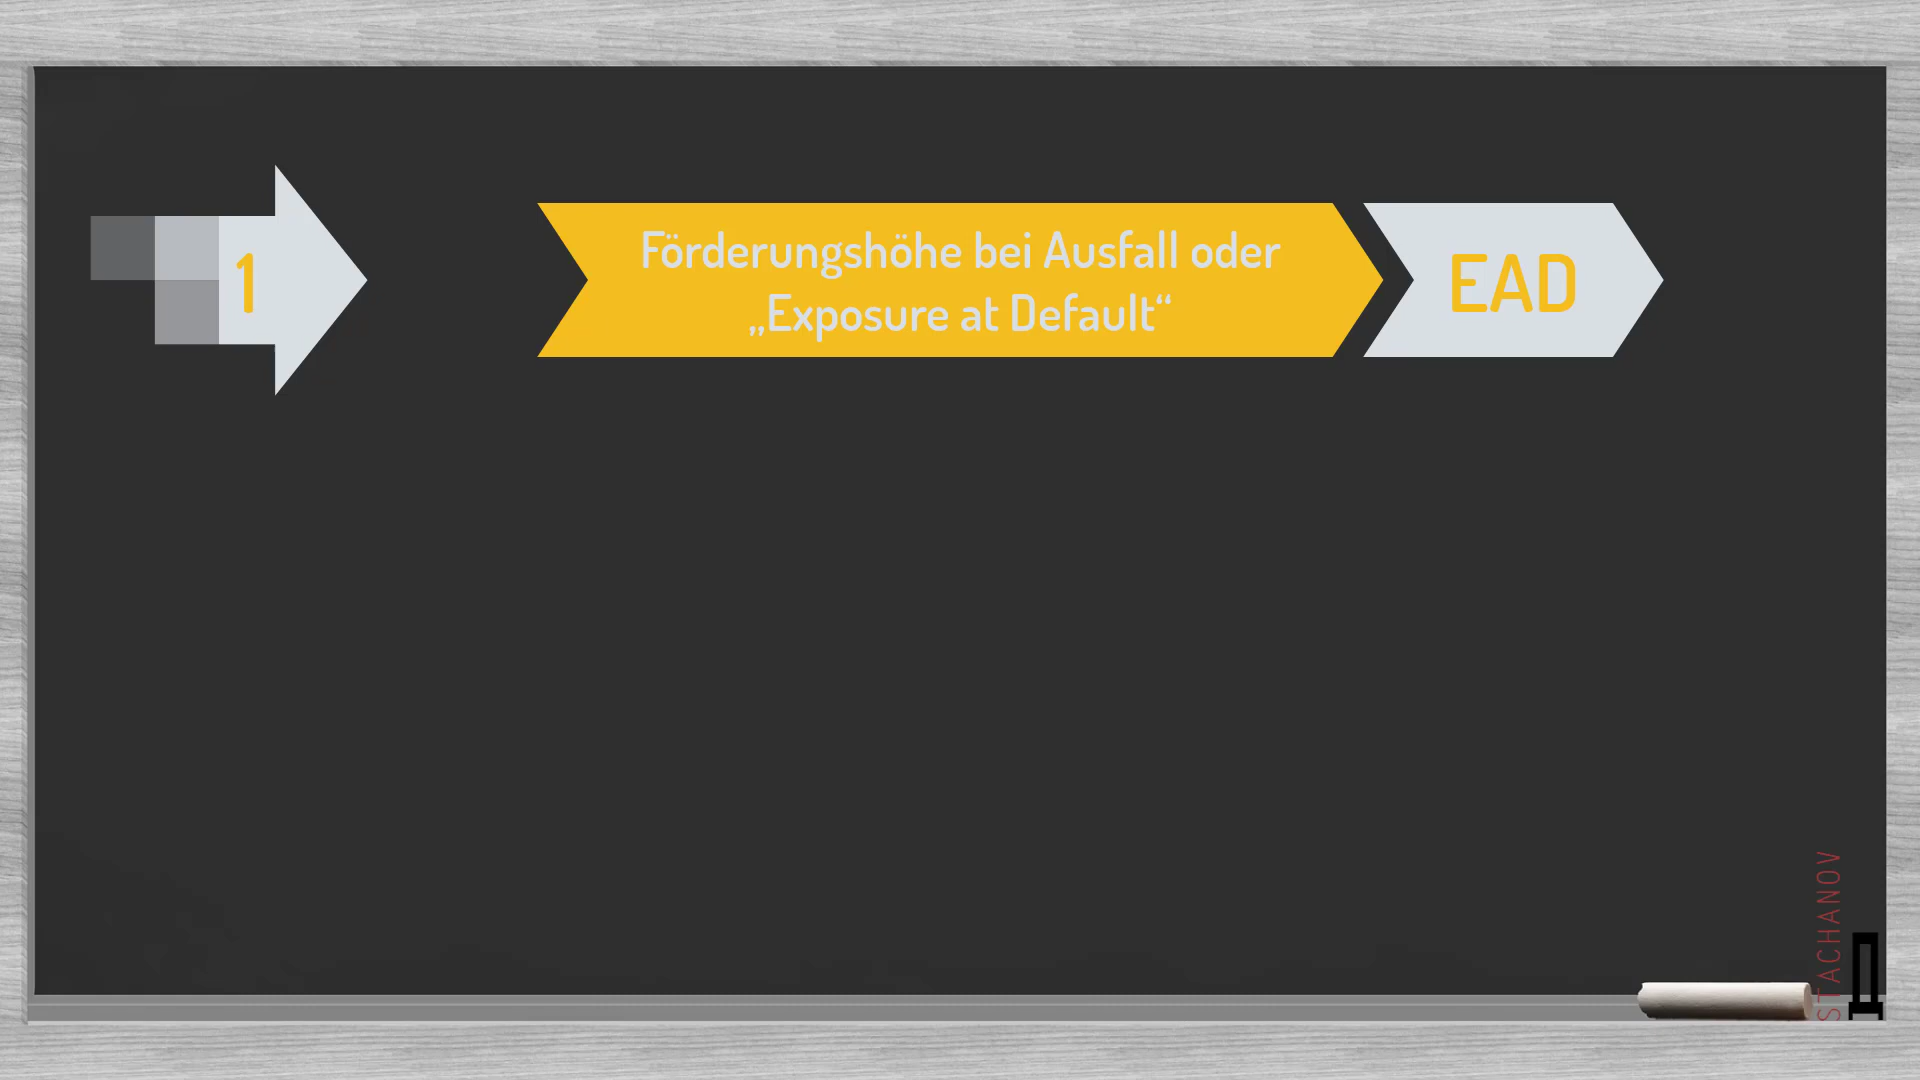 1
Förderungshöhe bei Ausfall oder
„Exposure at Default“
EAD
STACHANOV